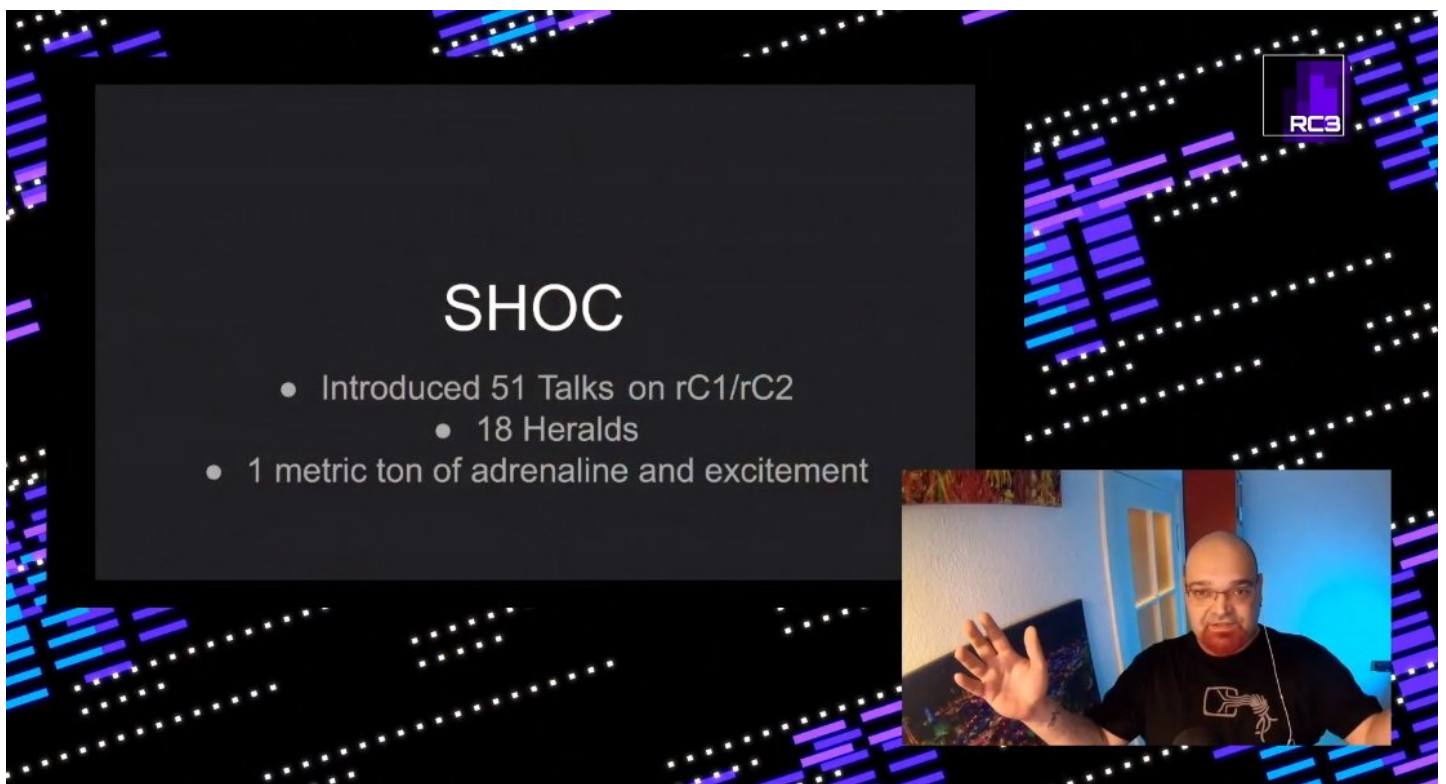 RC3
SHOC
● Introduced 51 Talks on rC1/rC2
● 18 Heralds
● 1 metric ton of adrenaline and excitement